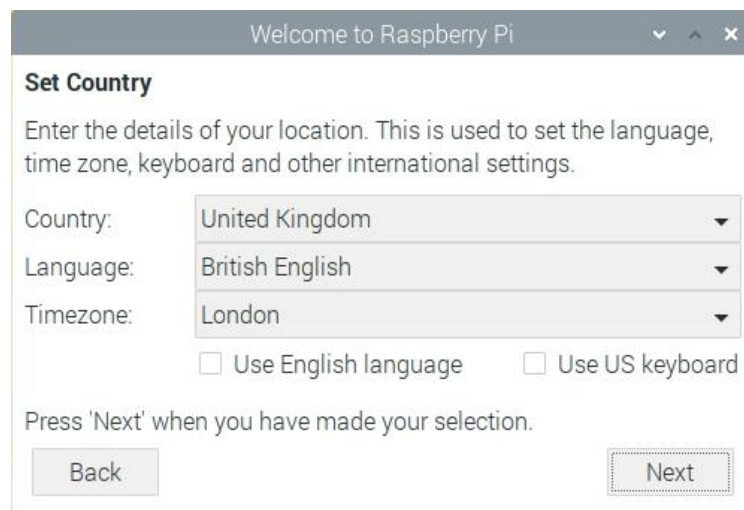 Welcome to Raspberry Pi
Set Country
Enter the details of your location. This is used to set the language,
time zone, keyboard and other international settings.
Country: United Kingdom
Language: British English
Timezone: London
Use English language Use US keyboard
Press 'Next' when you have made your selection.
Back Next